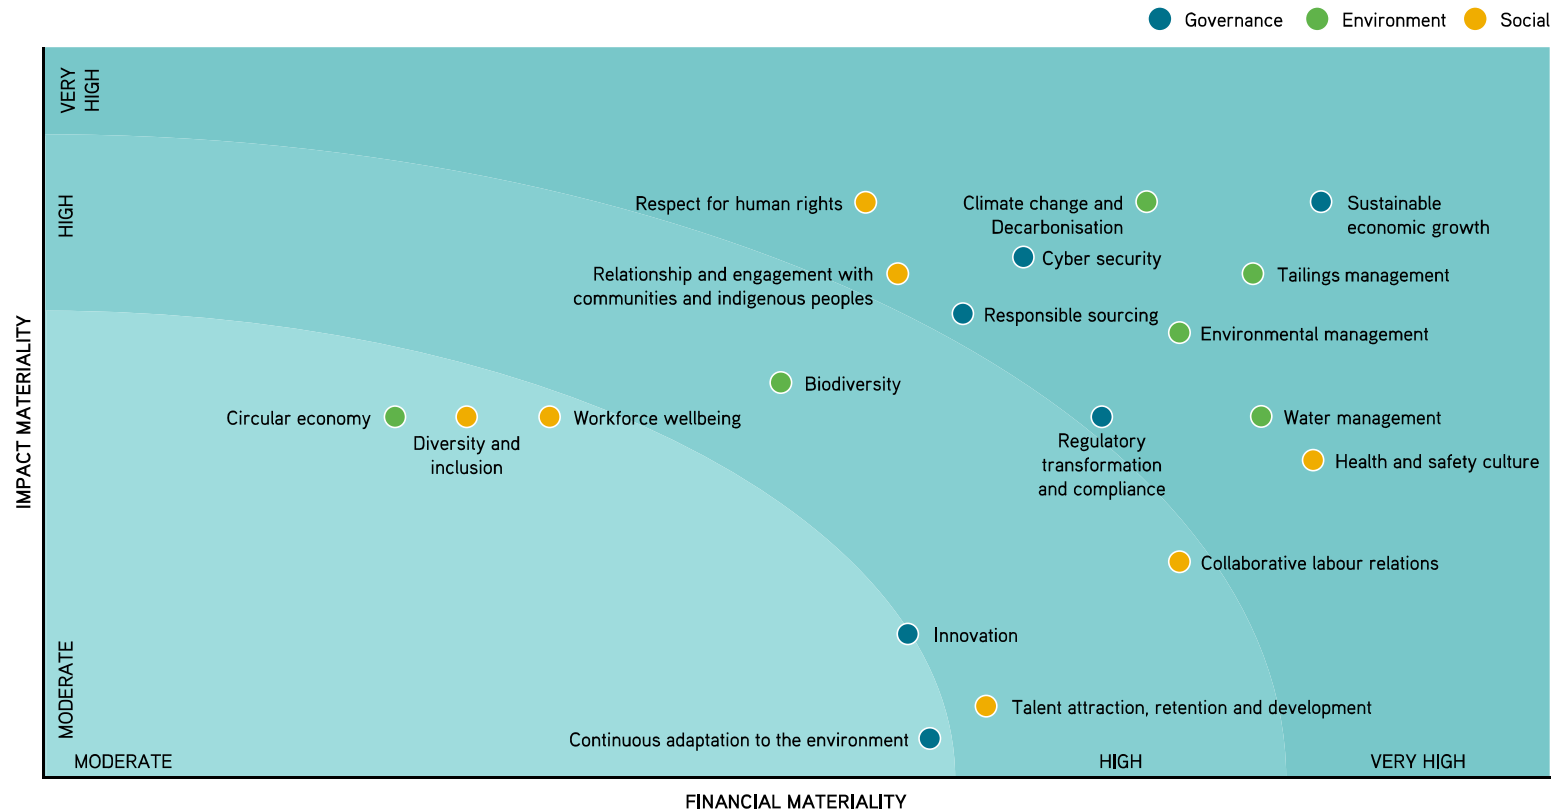 Governance
Environment
Social
VERY
HIGH
HIGH
MODERATE
IMPACT MATERIALITY
Respect for human rights
Climate change and
Decarbonisation
Sustainable
economic growth
Cyber security
Relationship and engagement with
communities and indigenous peoples
Tailings management
Responsible sourcing
Environmental management
Biodiversity
Circular economy
Diversity and
inclusion
Workforce wellbeing
Regulatory
transformation
and compliance
Water management
Health and safety culture
Collaborative labour relations
Innovation
Talent attraction, retention and development
Continuous adaptation to the environment
MODERATE
HIGH
VERY HIGH
FINANCIAL MATERIALITY